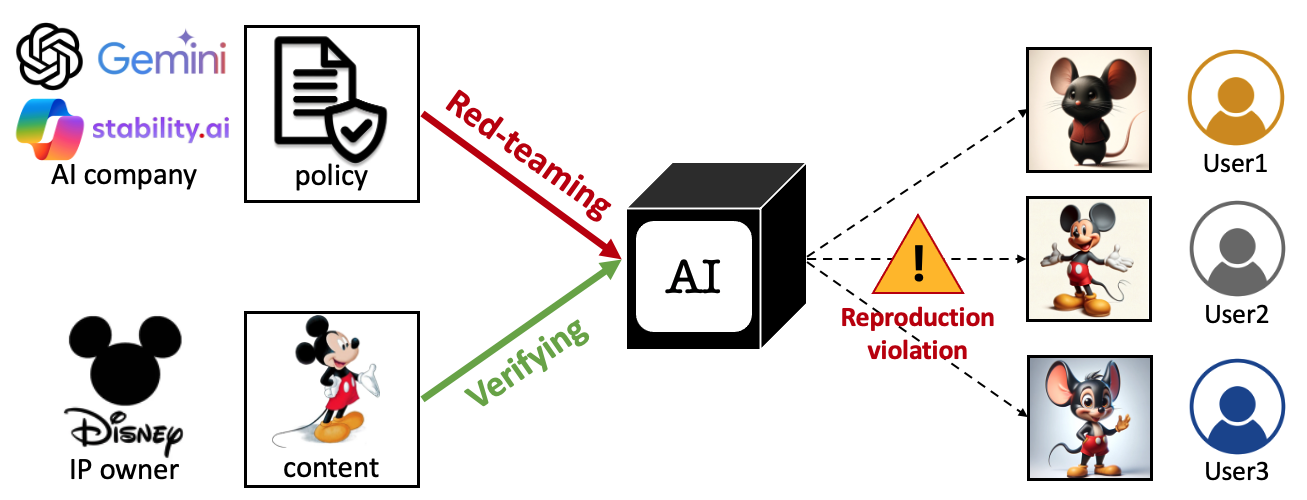 Gemini
stability.ai
AI company
policy
Red-teaming
DISNEY
IP owner
content
Verifying
AI
!
Reproduction
violation
User1
User2
User3